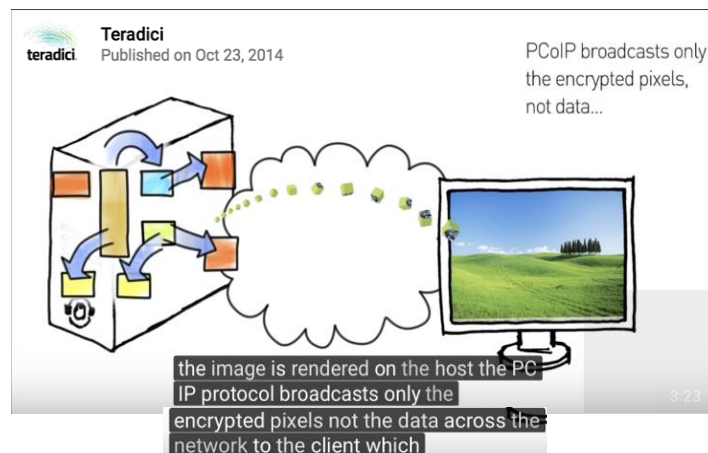 teradici.
Teradici
Published on Oct 23, 2014
PCoIP broadcasts only
the encrypted pixels,
not data...
3:23
the image is rendered on the host the PC
IP protocol broadcasts only the
encrypted pixels not the data across the
network to the client which